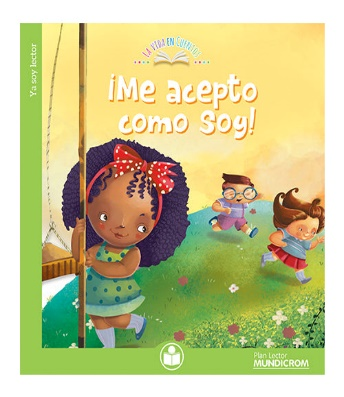 LA VIDA EN CUENTOS
¡Me acepto
como soy!
Ya soy lector
Plan Lector
MUNDICROM